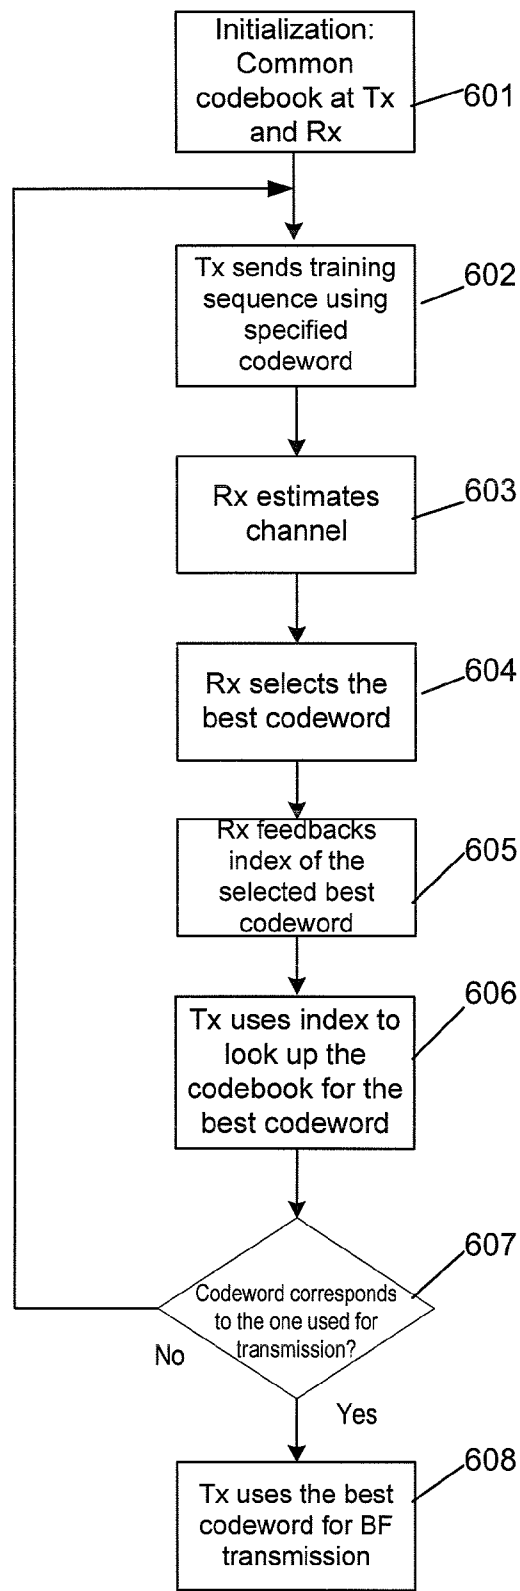 Initialization:
Common
codebook at Tx
and Rx
601
Tx sends training
sequence using
specified
codeword
602
Rx estimates
channel
603
Rx selects the
best codeword
604
Rx feedbacks
index of the
selected best
codeword
605
Tx uses index to
look up the
codebook for the
best codeword
606
Codeword corresponds
to the one used for
transmission?
607
No
Yes
Tx uses the best
codeword for BF
transmission
608